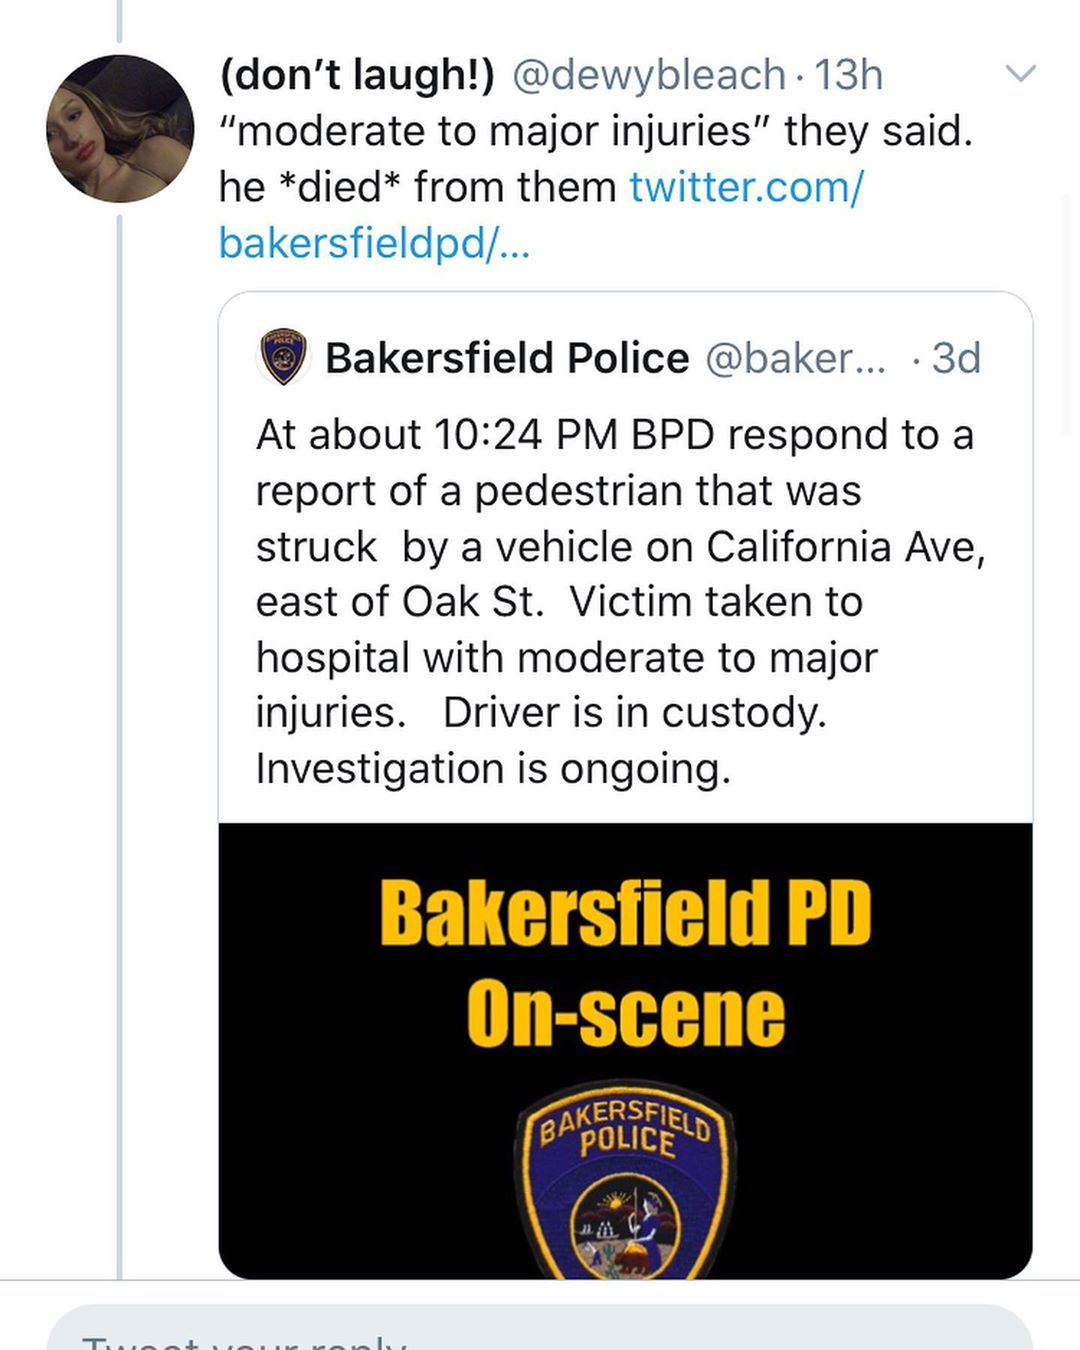 (don’t laugh!) @dewybleach · 13h
“moderate to major injuries” they said.
he *died* from them twitter.com/
bakersfieldpd/...
Bakersfield Police @baker... · 3d
At about 10:24 PM BPD respond to a
report of a pedestrian that was
struck  by a vehicle on California Ave,
east of Oak St.  Victim taken to
hospital with moderate to major
injuries.   Driver is in custody.
Investigation is ongoing.
Bakersfield PD
On-scene
BAKERSFIELD
POLICE
Tweet your reply